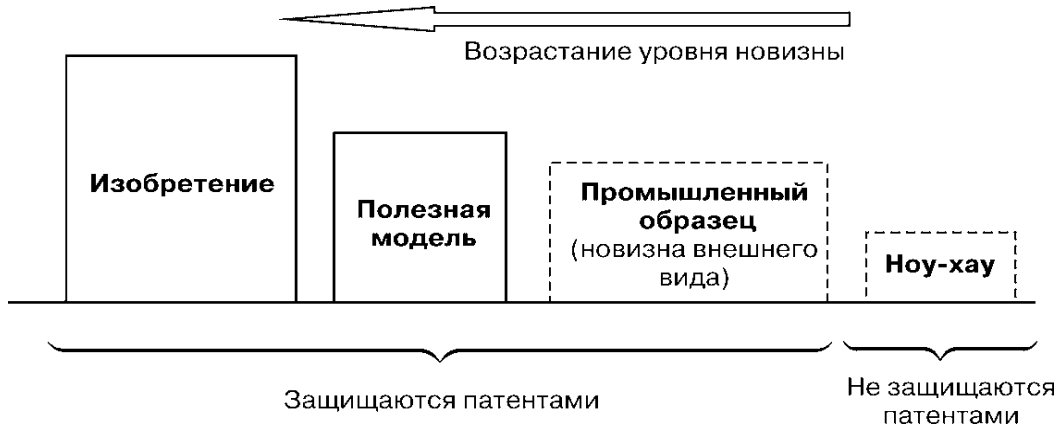 Возрастание уровня новизны
Изобретение
Полезная
модель
Промышленный
образец
(новизна внешнего
вида)
Ноу-хау
Защищаются патентами
Не защищаются
патентами